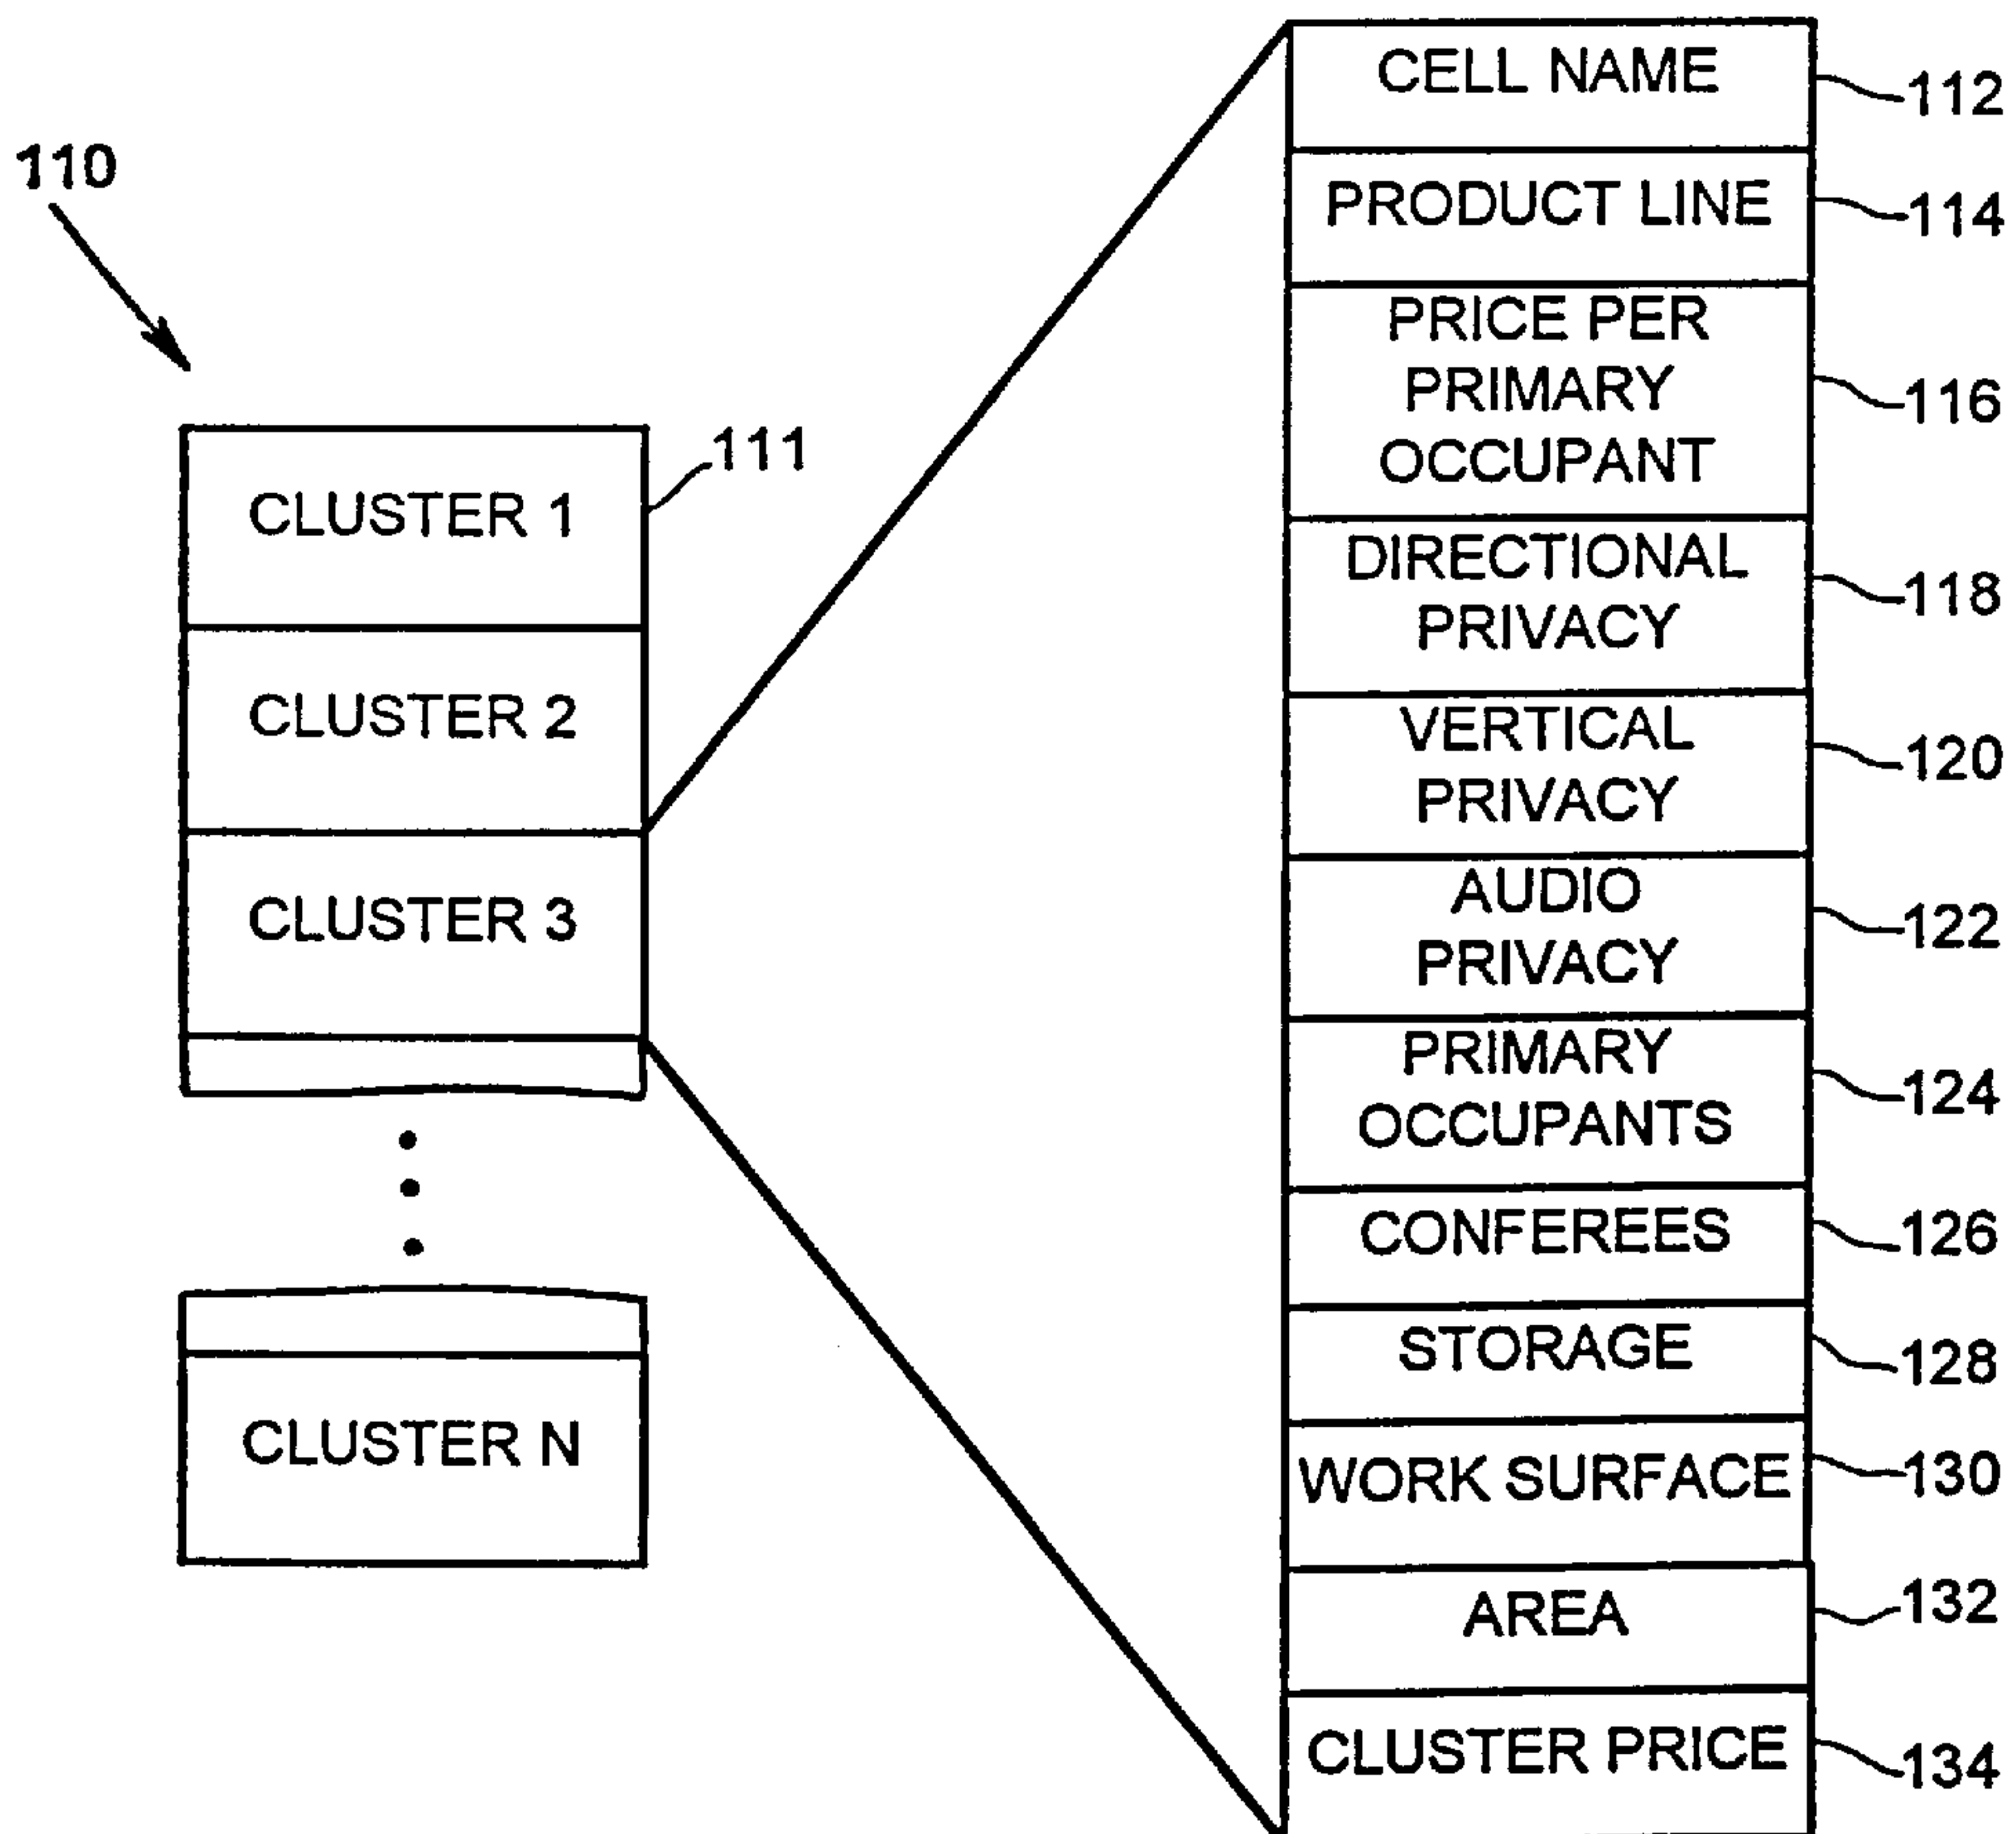 110
CLUSTER 1
111
CLUSTER 2
CLUSTER 3
CLUSTER N
CELL NAME
112
PRODUCT LINE
114
PRICE PER
PRIMARY
OCCUPANT
116
DIRECTIONAL
PRIVACY
118
VERTICAL
PRIVACY
120
AUDIO
PRIVACY
122
PRIMARY
OCCUPANTS
124
CONFEREES
126
STORAGE
128
WORK SURFACE
130
AREA
132
CLUSTER PRICE
134